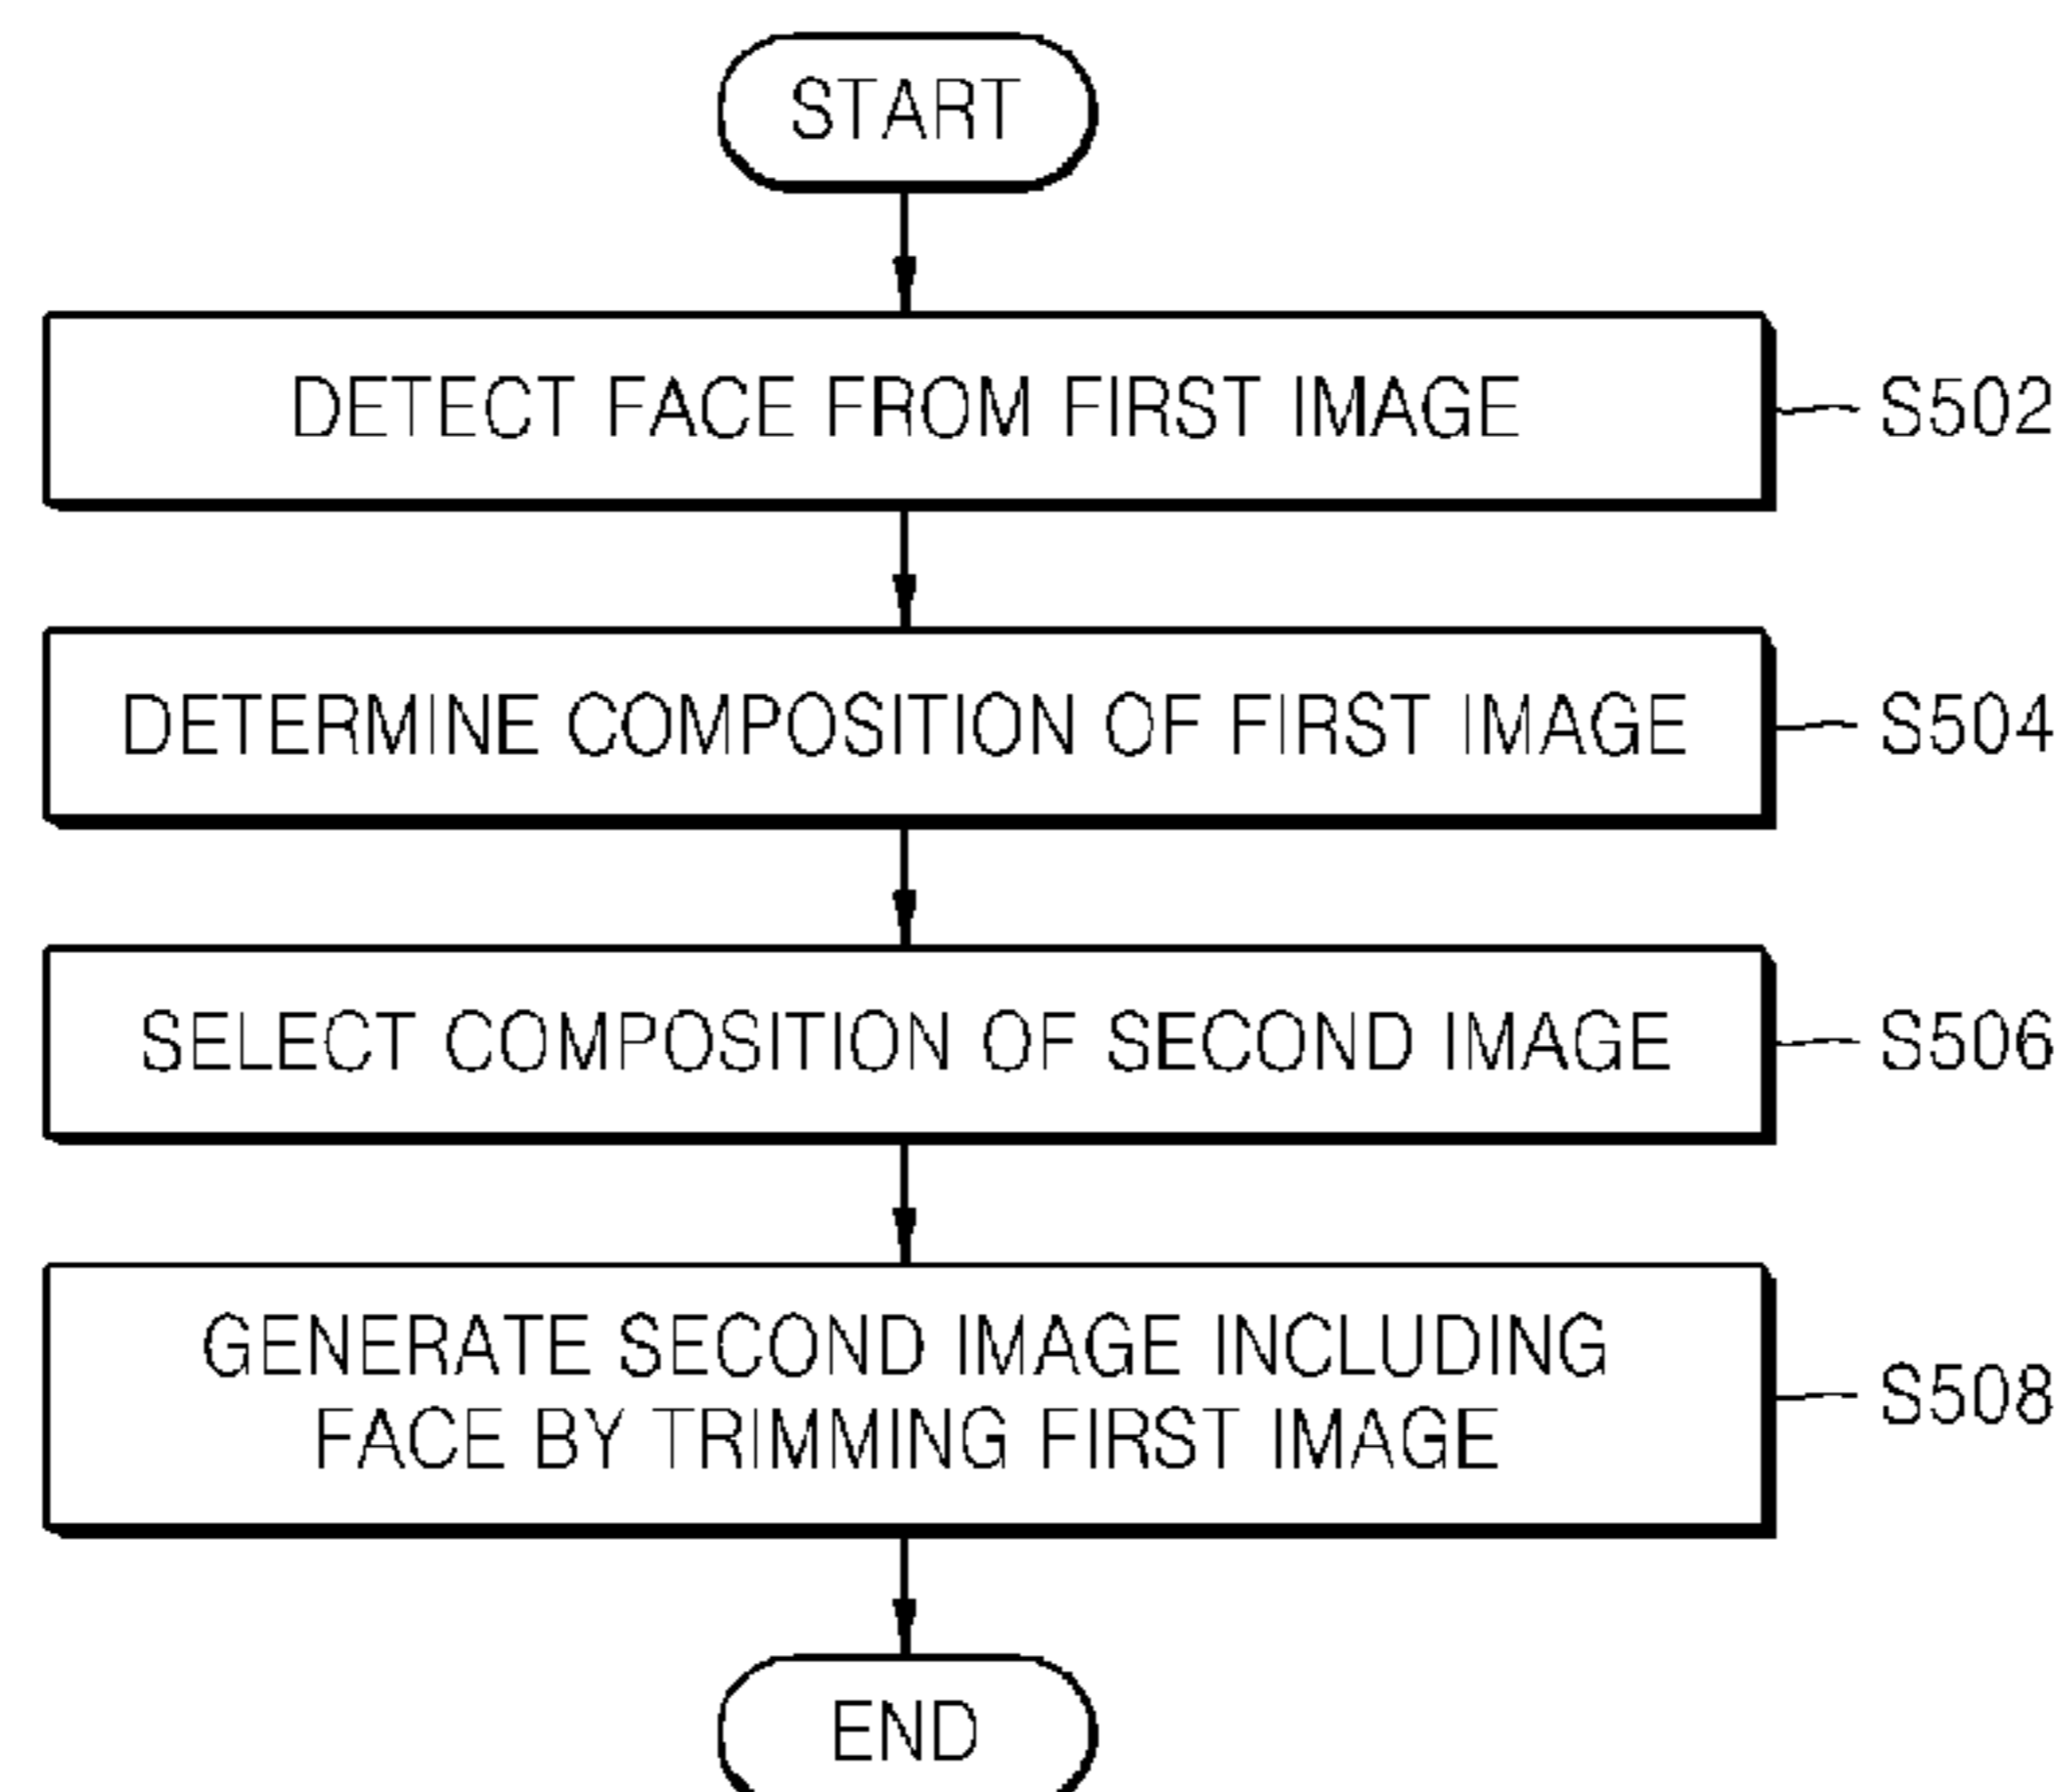 START
DETECT FACE FROM FIRST IMAGE
S502
DETERMINE COMPOSITION OF FIRST IMAGE
S504
SELECT COMPOSITION OF SECOND IMAGE
S506
GENERATE SECOND IMAGE INCLUDING
FACE BY TRIMMING FIRST IMAGE
S508
END